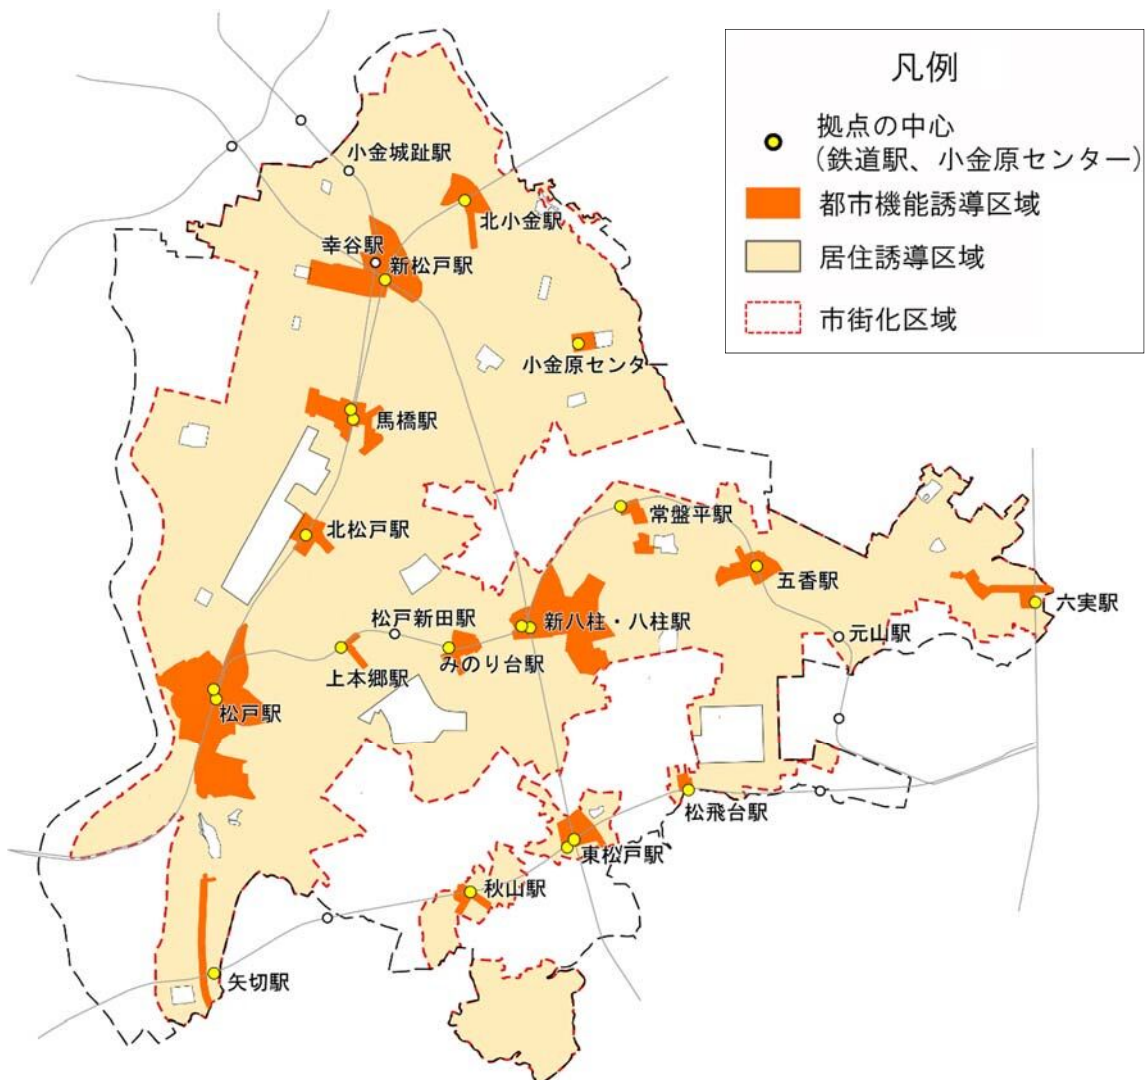 凡例
拠点の中心
(鉄道駅、小金原センター)
都市機能誘導区域
居住誘導区域
市街化区域
小金城趾駅
北小金駅
幸谷駅
新松戸駅
小金原センター
馬橋駅
北松戸駅
常盤平駅
五香駅
六実駅
松戸新田駅
新八柱・八柱駅
元山駅
みのり台駅
上本郷駅
松戸駅
松飛台駅
東松戸駅
秋山駅
矢切駅